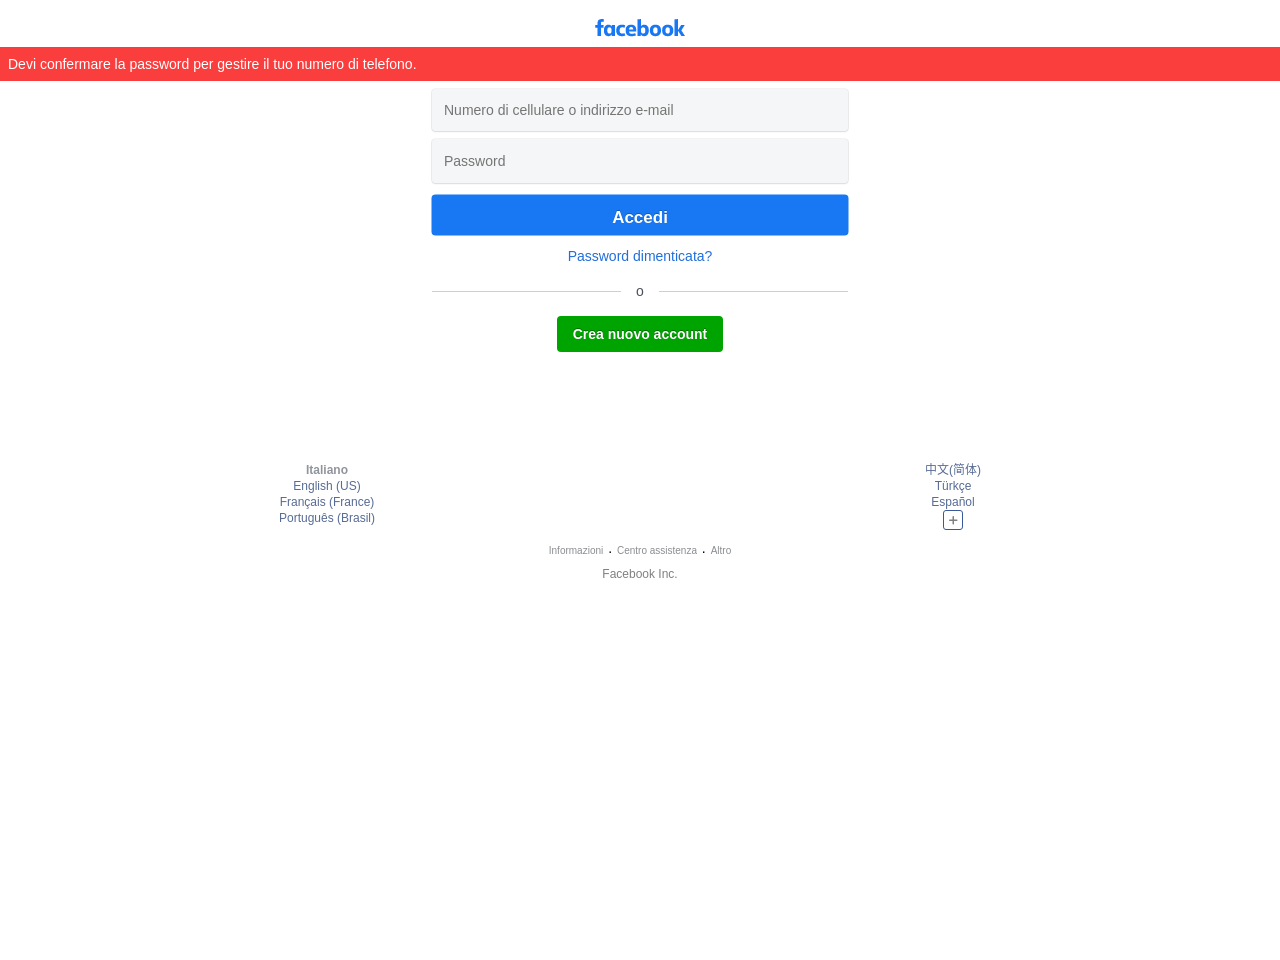 facebook
Devi confermare la password per gestire il tuo numero di telefono.
Numero di cellulare o indirizzo e-mail
Password
Accedi
Password dimenticata?
o
Crea nuovo account
Italiano
English (US)
Français (France)
Português (Brasil)
中文(简体)
Türkçe
Español
Informazioni · Centro assistenza · Altro
Facebook Inc.